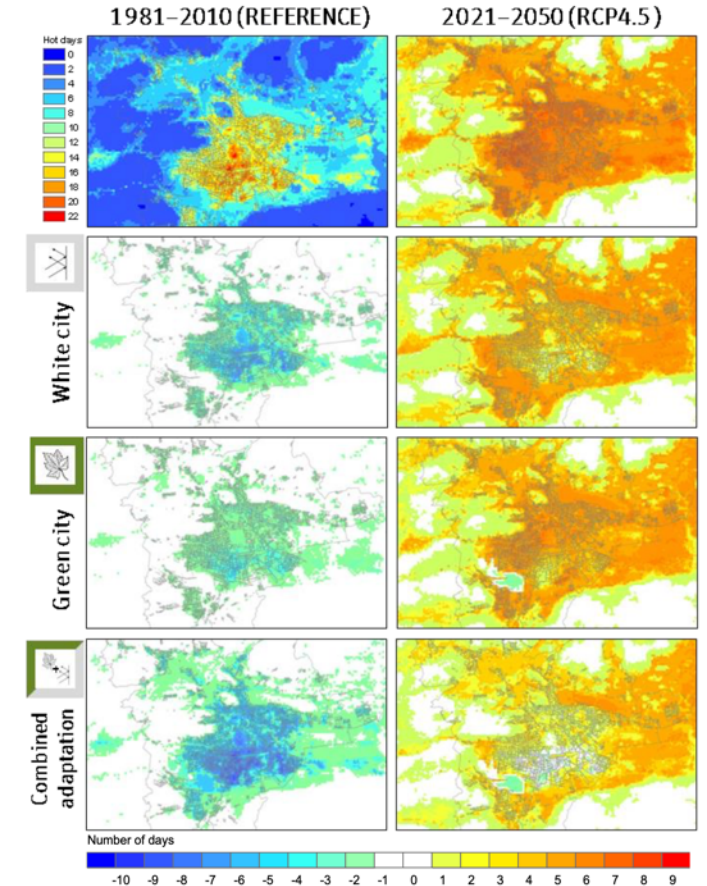 1981–2010 (REFERENCE)
2021–2050 (RCP4.5)
Hot days
0
2
4
6
8
10
12
14
16
18
20
22
White city
Green city
Combined
adaptation
Number of days
-10 -9 -8 -7 -6 -5 -4 -3 -2 -1 0 1 2 3 4 5 6 7 8 9